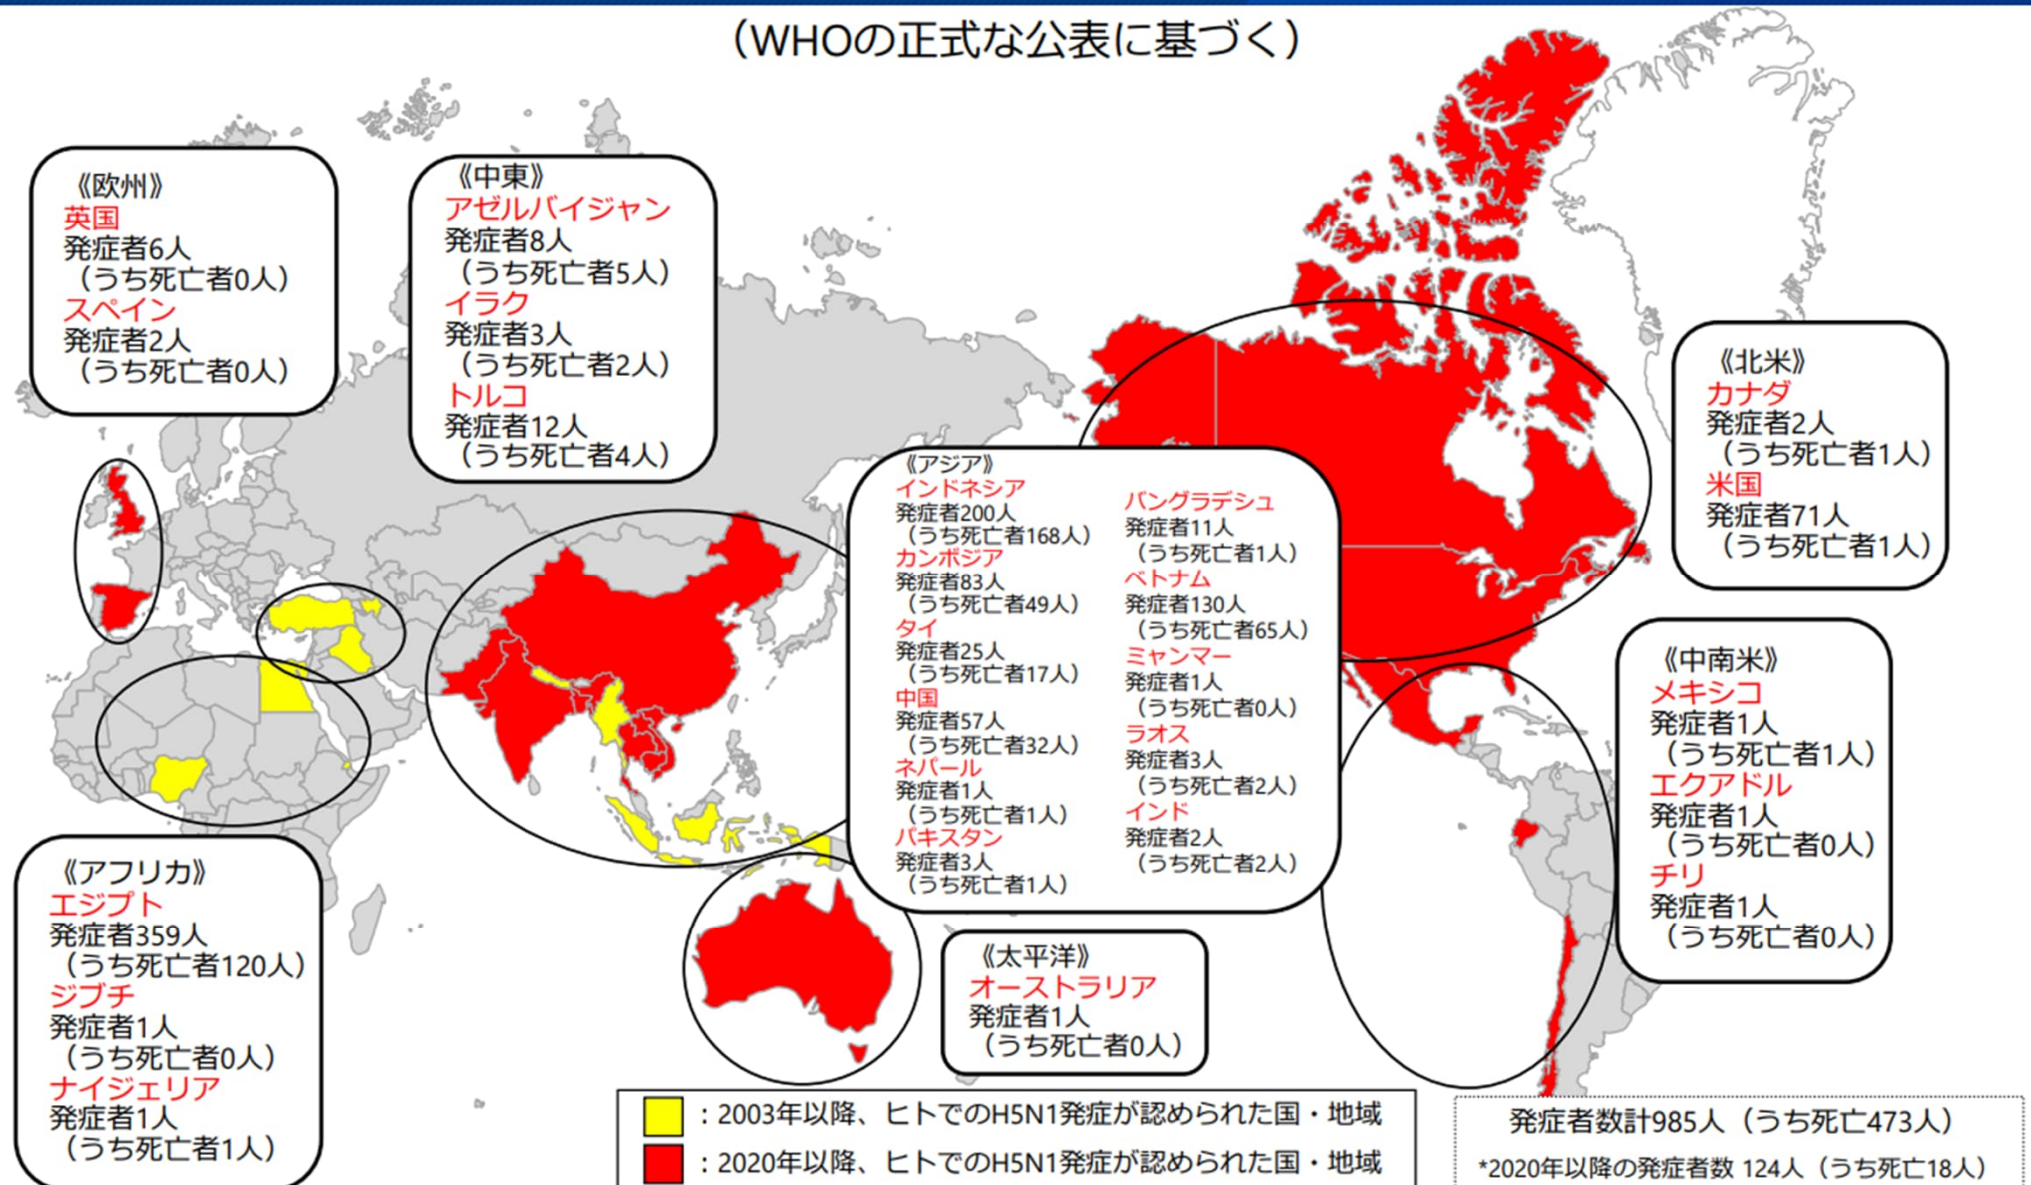 （WHOの正式な公表に基づく）
《欧州》
英国
発症者6人
（うち死亡者0人）
スペイン
発症者2人
（うち死亡者0人）
《中東》
アゼルバイジャン
発症者8人
（うち死亡者5人）
イラク
発症者3人
（うち死亡者2人）
トルコ
発症者12人
（うち死亡者4人）
《北米》
カナダ
発症者2人
（うち死亡者1人）
米国
発症者71人
（うち死亡者1人）
《アジア》
インドネシア
発症者200人
（うち死亡者168人）
カンボジア
発症者83人
（うち死亡者49人）
タイ
発症者25人
（うち死亡者17人）
中国
発症者57人
（うち死亡者32人）
ネパール
発症者1人
（うち死亡者1人）
パキスタン
発症者3人
（うち死亡者1人）
バングラデシュ
発症者11人
（うち死亡者1人）
ベトナム
発症者130人
（うち死亡者65人）
ミャンマー
発症者1人
（うち死亡者0人）
ラオス
発症者3人
（うち死亡者2人）
インド
発症者2人
（うち死亡者2人）
《中南米》
メキシコ
発症者1人
（うち死亡者1人）
エクアドル
発症者1人
（うち死亡者0人）
チリ
発症者1人
（うち死亡者0人）
《アフリカ》
エジプト
発症者359人
（うち死亡者120人）
ジブチ
発症者1人
（うち死亡者0人）
ナイジェリア
発症者1人
（うち死亡者1人）
《太平洋》
オーストラリア
発症者1人
（うち死亡者0人）
：2003年以降、ヒトでのH5N1発症が認められた国・地域
：2020年以降、ヒトでのH5N1発症が認められた国・地域
発症者数計985人（うち死亡473人）
*2020年以降の発症者数 124人（うち死亡18人）